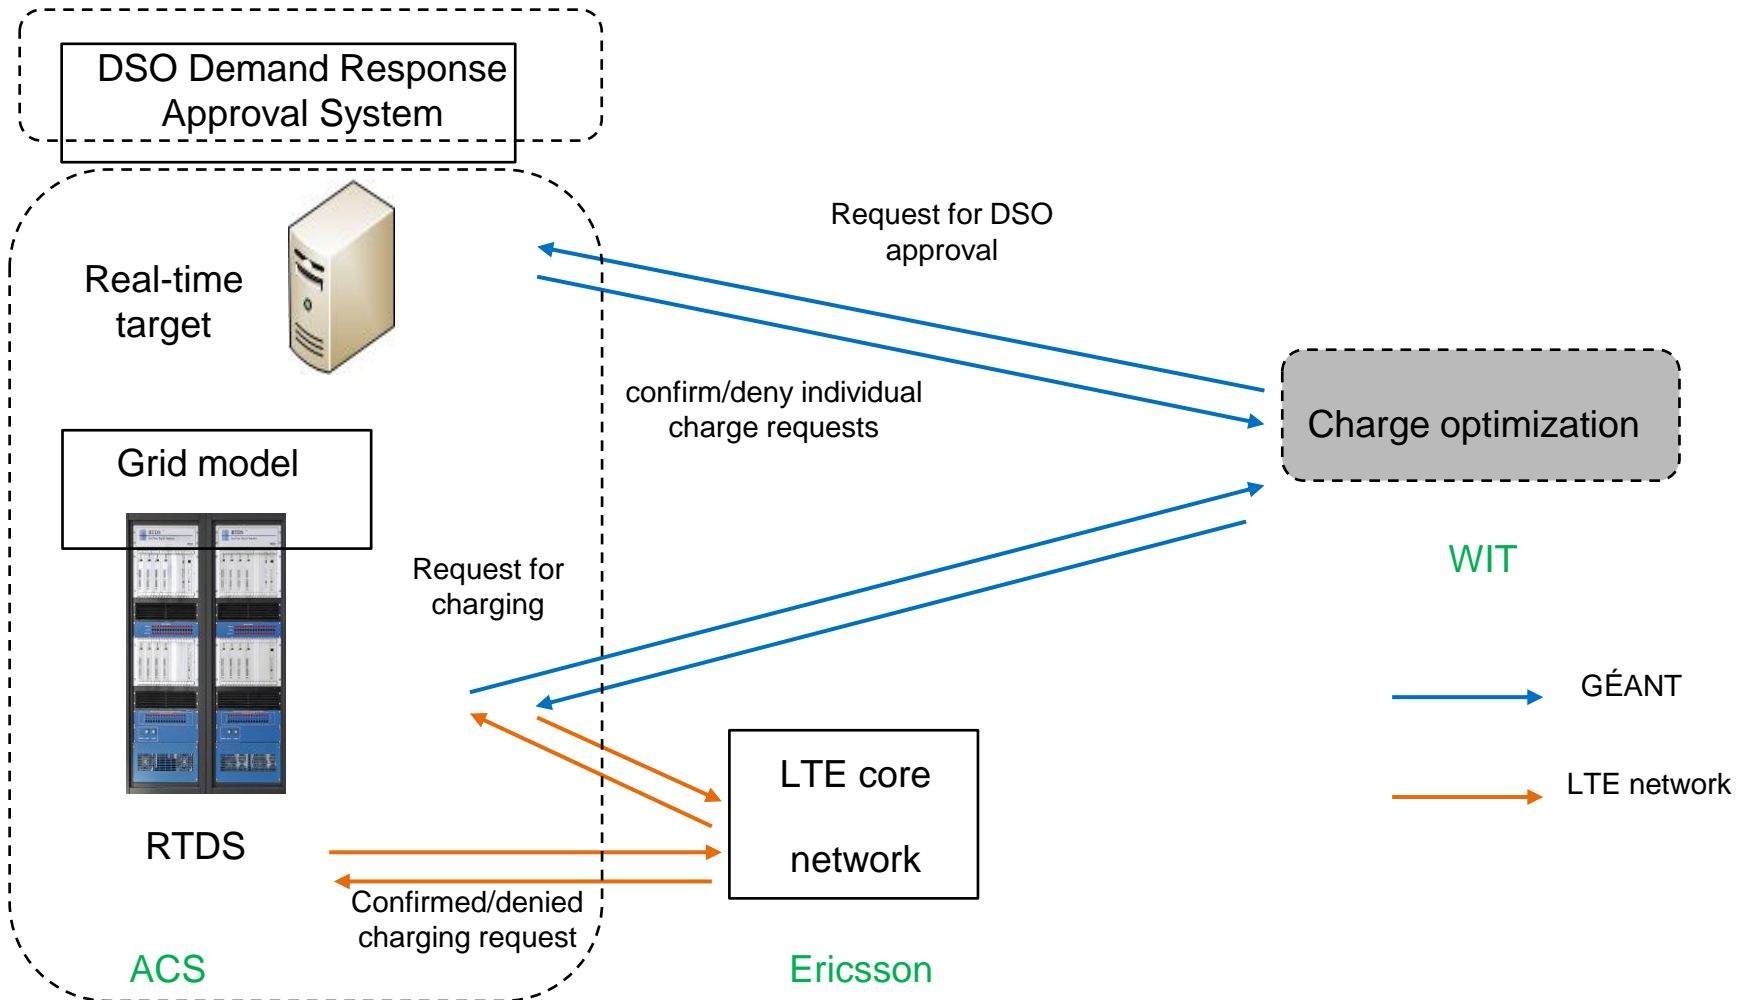 DSO Demand Response
Approval System
Request for DSO
approval
Real-time
target
confirm/deny individual
charge requests
Charge optimization
Grid model
RTDS
RTDS
WIT
Request for
charging
GÉANT
LTE core
network
LTE network
RTDS
Confirmed/denied
charging request
ACS
Ericsson